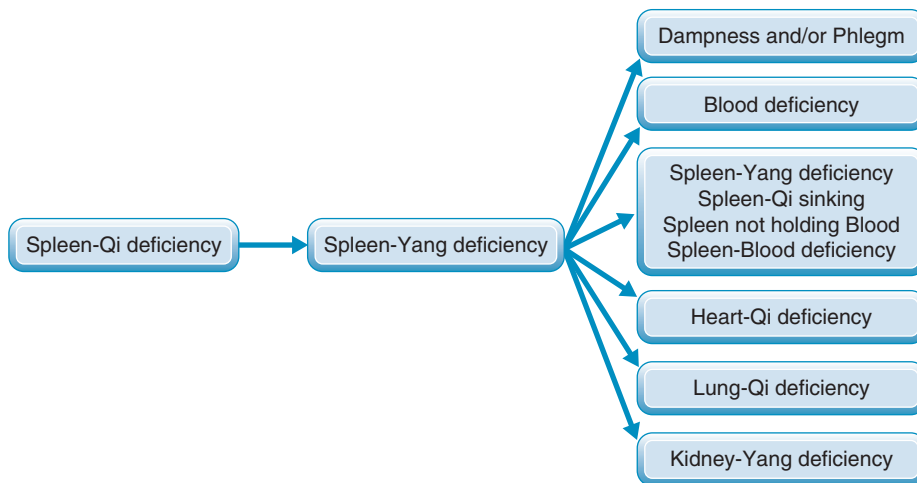 Spleen-Qi deficiency
Spleen-Yang deficiency
Dampness and/or Phlegm
Blood deficiency
Spleen-Yang deficiency
Spleen-Qi sinking
Spleen not holding Blood
Spleen-Blood deficiency
Heart-Qi deficiency
Lung-Qi deficiency
Kidney-Yang deficiency